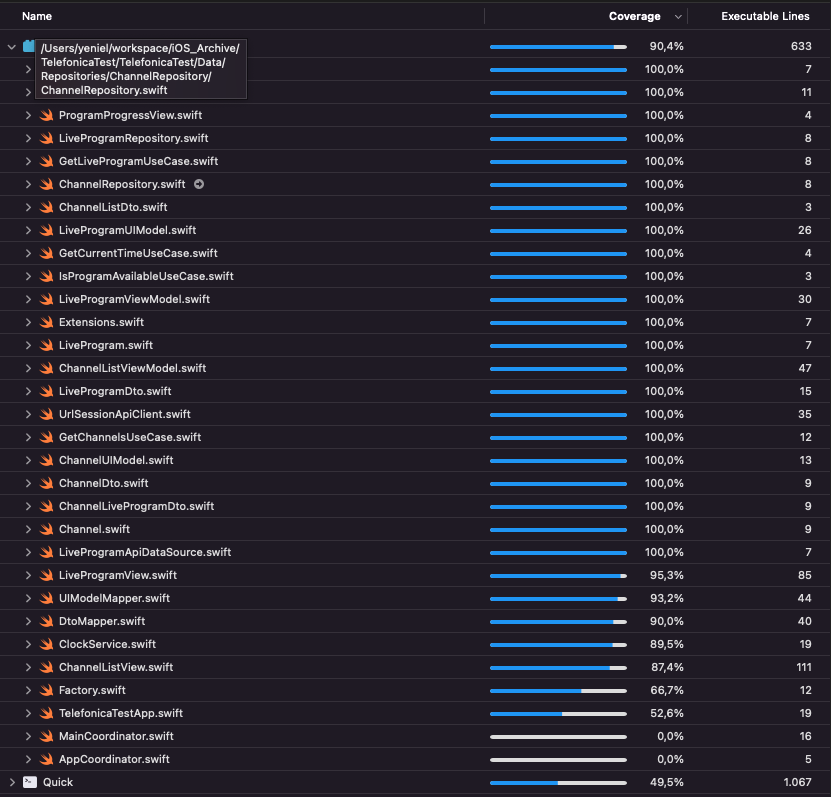 Name Coverage Executable Lines
90,4% 633
/Users/yeniel/workspace/iOS_Archive/
TelefonicaTest/TelefonicaTest/Data/
Repositories/ChannelRepository/
ChannelRepository.swift
100,0% 7
100,0% 11
ProgramProgressView.swift 100,0% 4
LiveProgramRepository.swift 100,0% 8
GetLiveProgramUseCase.swift 100,0% 8
ChannelRepository.swift 100,0% 8
ChannelListDto.swift 100,0% 3
LiveProgramUIModel.swift 100,0% 26
GetCurrentTimeUseCase.swift 100,0% 4
IsProgramAvailableUseCase.swift 100,0% 3
LiveProgramViewModel.swift 100,0% 30
Extensions.swift 100,0% 7
LiveProgram.swift 100,0% 7
ChannelListViewModel.swift 100,0% 47
LiveProgramDto.swift 100,0% 15
UrlSessionApiClient.swift 100,0% 35
GetChannelsUseCase.swift 100,0% 12
ChannelUIModel.swift 100,0% 13
ChannelDto.swift 100,0% 9
ChannelLiveProgramDto.swift 100,0% 9
Channel.swift 100,0% 9
LiveProgramApiDataSource.swift 100,0% 7
LiveProgramView.swift 95,3% 85
UIModelMapper.swift 93,2% 44
DtoMapper.swift 90,0% 40
ClockService.swift 89,5% 19
ChannelListView.swift 87,4% 111
Factory.swift 66,7% 12
TelefonicaTestApp.swift 52,6% 19
MainCoordinator.swift 0,0% 16
AppCoordinator.swift 0,0% 5
Quick 49,5% 1.067